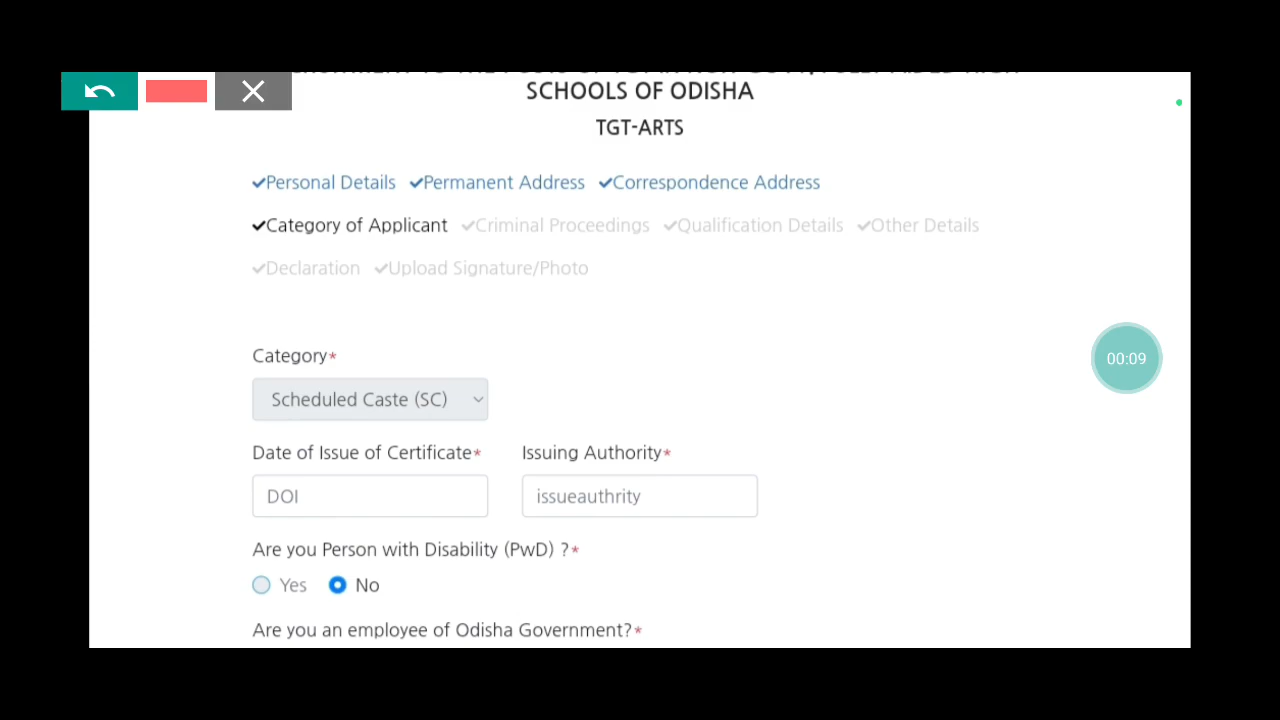 SCHOOLS OF ODISHA
TGT-ARTS
Personal Details Permanent Address Correspondence Address
Category of Applicant Criminal Proceedings Qualification Details Other Details
Declaration Upload Signature/Photo
Category*
Scheduled Caste (SC)
Date of Issue of Certificate* Issuing Authority*
DOI issueauthrity
Are you Person with Disability (PwD) ?*
Yes No
Are you an employee of Odisha Government?*
00:09